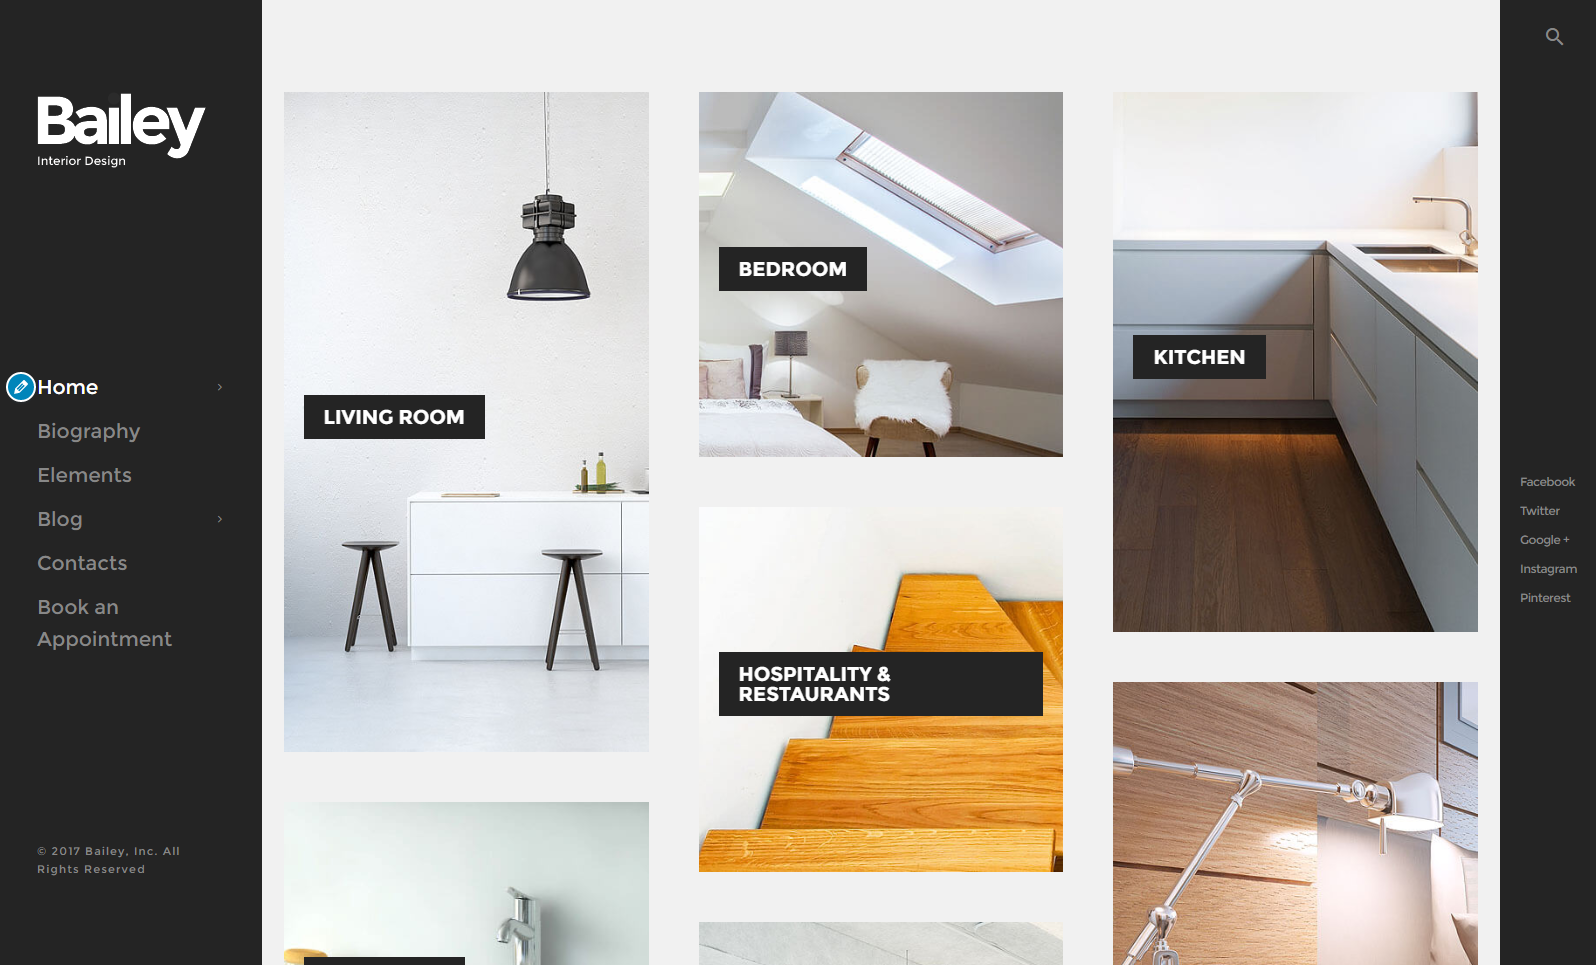 Bailey
Interior Design
Home
Biography
Elements
Blog
Contacts
Book an
Appointment
© 2017 Bailey, Inc. All
Rights Reserved
LIVING ROOM
BEDROOM
HOSPITALITY &
RESTAURANTS
KITCHEN
Facebook
Twitter
Google +
Instagram
Pinterest